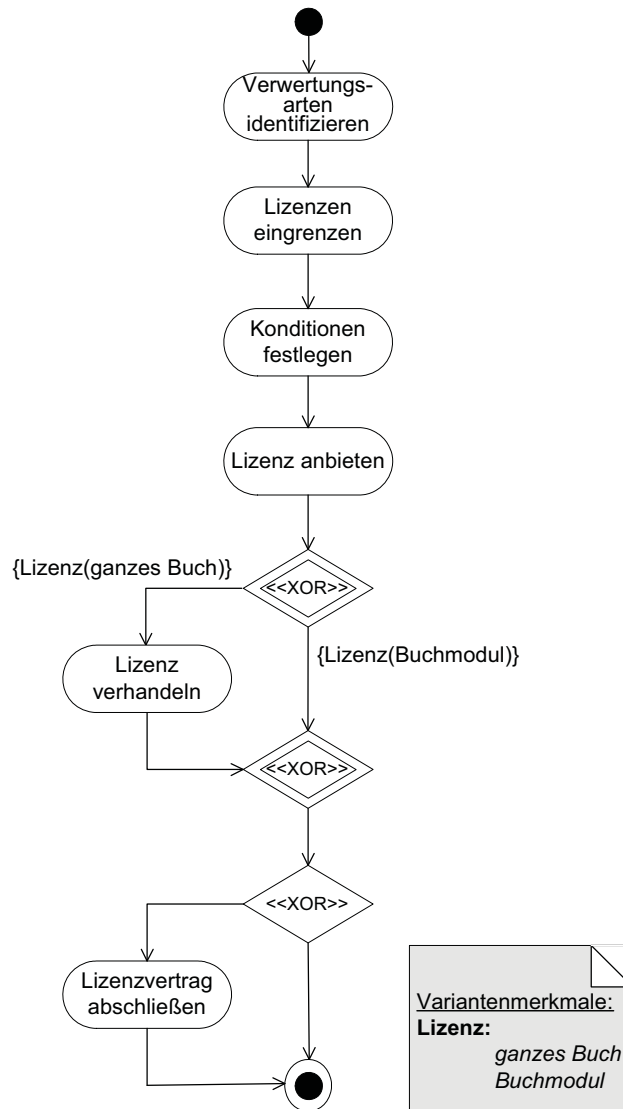 Verwertungs-
arten
identifizieren
Lizenzen
eingrenzen
Konditionen
festlegen
Lizenz anbieten
{Lizenz(ganzes Buch)}
<<XOR>>
{Lizenz(Buchmodul)}
Lizenz
verhandeln
<<XOR>>
<<XOR>>
Lizenzvertrag
abschließen
Variantenmerkmale:
Lizenz:
ganzes Buch
Buchmodul